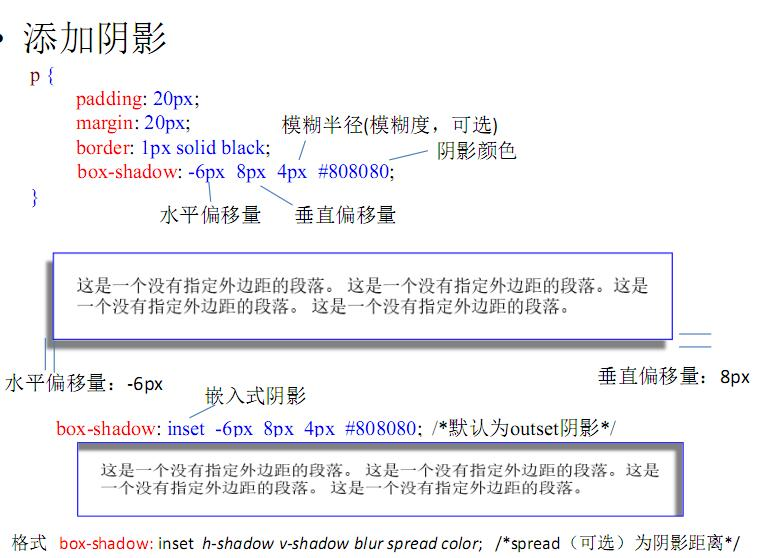 • 添加阴影
p {
padding: 20px;
margin: 20px;
模糊半径(模糊度，可选)
border: 1px solid black;
阴影颜色
box-shadow: -6px 8px 4px #808080;
}
水平偏移量 垂直偏移量
这是一个没有指定外边距的段落。 这是一个没有指定外边距的段落。这是
一个没有指定外边距的段落。 这是一个没有指定外边距的段落。
水平偏移量：-6px
垂直偏移量：8px
嵌入式阴影
box-shadow: inset -6px 8px 4px #808080; /*默认为outset阴影*/
这是一个没有指定外边距的段落。 这是一个没有指定外边距的段落。这是
一个没有指定外边距的段落。 这是一个没有指定外边距的段落。
格式 box-shadow: inset h-shadow v-shadow blur spread color; /*spread（可选）为阴影距离*/